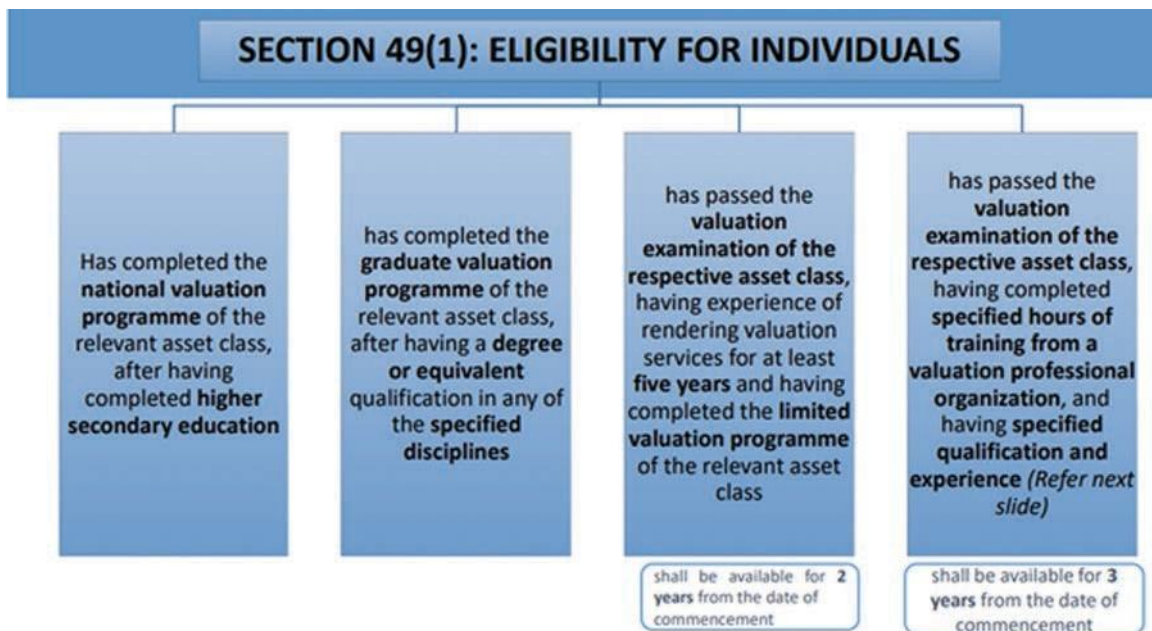 SECTION 49(1): ELIGIBILITY FOR INDIVIDUALS
Has completed the
national valuation
programme of the
relevant asset class,
after having
completed higher
secondary education
has completed the
graduate valuation
programme of the
relevant asset class,
after having a degree
or equivalent
qualification in any of
the specified
disciplines
has passed the
valuation
examination of the
respective asset class,
having experience of
rendering valuation
services for at least
five years and having
completed the limited
valuation programme
of the relevant asset
class
shall be available for 2
years from the date of
commencement
has passed the
valuation
examination of the
respective asset class,
having completed
specified hours of
training from a
valuation professional
organization, and
having specified
qualification and
experience (Refer next
slide)
shall be available for 3
years from the date of
commencement